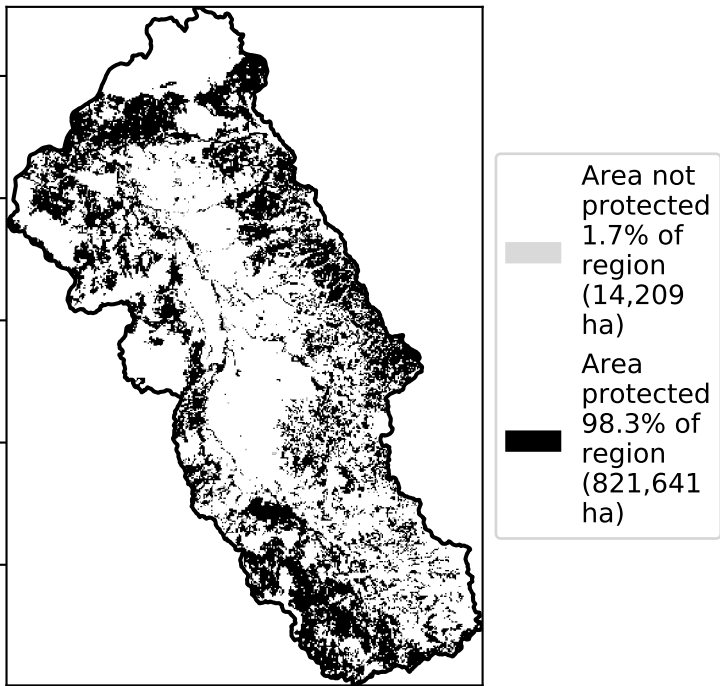 Area not
protected
1.7% of
region
(14,209
ha)
Area
protected
98.3% of
region
(821,641
ha)